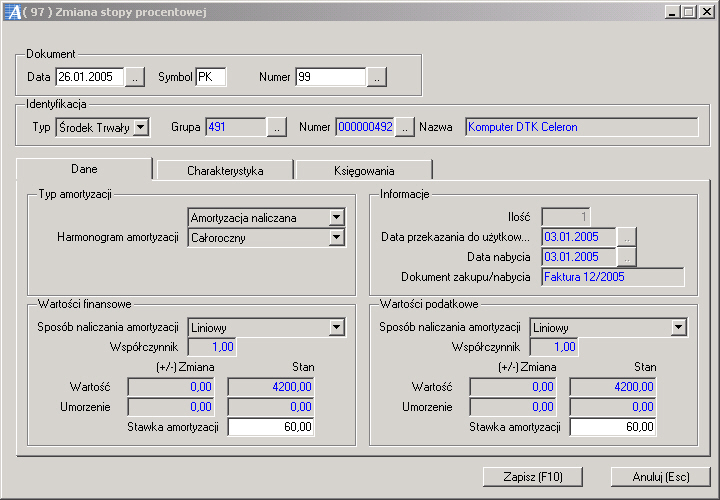 A ( 97 ) Zmiana stopy procentowej
Dokument
Data 26.01.2005 .. Symbol PK Numer 99 ..
Identyfikacja
Typ Środek Trwały Grupa 491 .. Numer 000000492 .. Nazwa Komputer DTK Celeron
Dane Charakterystyka Księgowania
Typ amortyzacji
Amortyzacja naliczana
Harmonogram amortyzacji Całoroczny
Informacje
Ilość 1
Data przekazania do użytkow... 03.01.2005 ..
Data nabycia 03.01.2005 ..
Dokument zakupu/nabycia Faktura 12/2005
Wartości finansowe
Sposób naliczania amortyzacji Liniowy
Współczynnik 1,00
(+/-) Zmiana Stan
Wartość 0,00 4200,00
Umorzenie 0,00 0,00
Stawka amortyzacji 60,00
Wartości podatkowe
Sposób naliczania amortyzacji Liniowy
Współczynnik 1,00
(+/-) Zmiana Stan
Wartość 0,00 4200,00
Umorzenie 0,00 0,00
Stawka amortyzacji 60,00
Zapisz (F10) Anuluj (Esc)